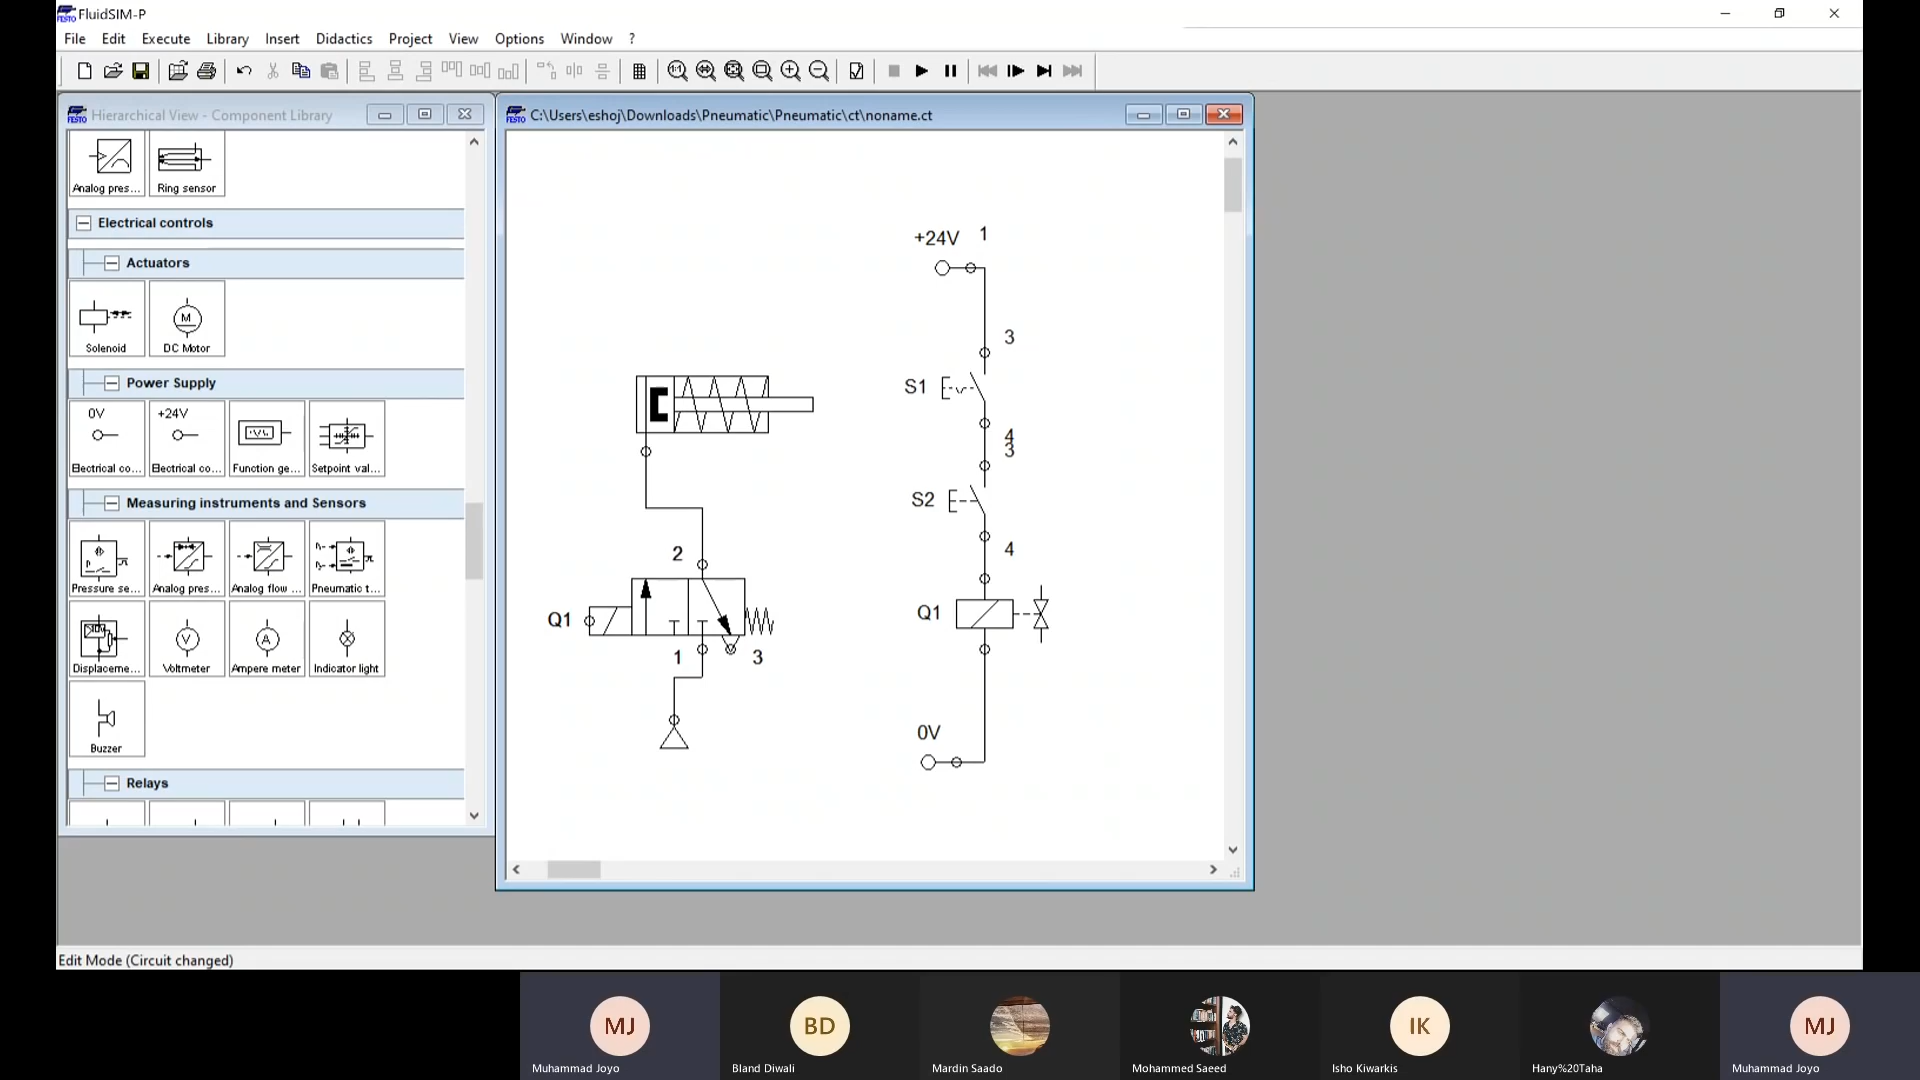 FluidSIM-P
File Edit Execute Library Insert Didactics Project View Options Window ?
Hierarchical View - Component Library
Analog pres... Ring sensor
Electrical controls
Actuators
Solenoid DC Motor
M
Power Supply
0V +24V
Electrical co... Electrical co... Function ge... Setpoint val...
Measuring instruments and Sensors
Pressure se... Analog pres... Analog flow ... Pneumatic t...
V A
Displaceme... Voltmeter Ampere meter Indicator light
Buzzer
Relays
C:\Users\eshoj\Downloads\Pneumatic\Pneumatic\ct\noname.ct
+24V 1
3
S1
4
3
S2
2
4
Q1 Q1
1 3
0V
Edit Mode (Circuit changed)
MJ BD IK MJ
Muhammad Joyo Bland Diwali Mardin Saado Mohammed Saeed Isho Kiwarkis Hany%20Taha Muhammad Joyo